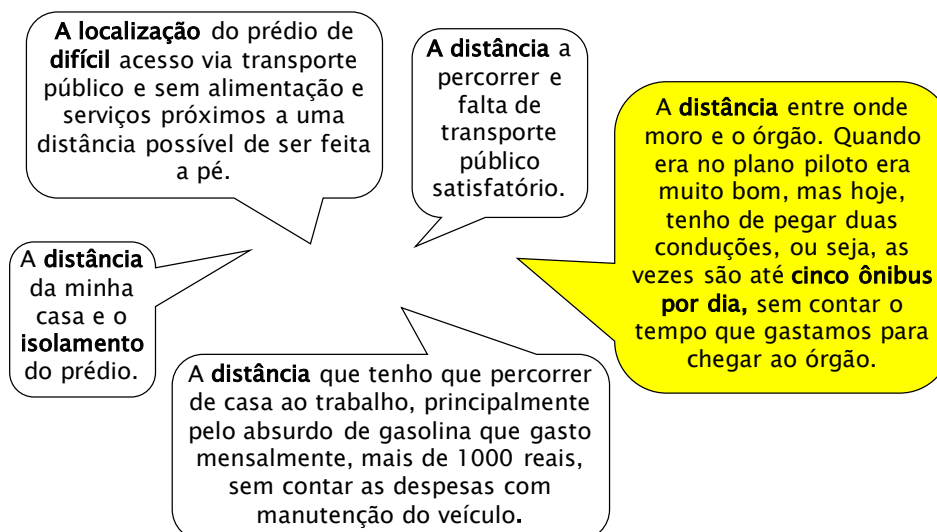 A localização do prédio de
difícil acesso via transporte
público e sem alimentação e
serviços próximos a uma
distância possível de ser feita
a pé.
A distância a
percorrer e
falta de
transporte
público
satisfatório.
A distância entre onde
moro e o órgão. Quando
era no plano piloto era
muito bom, mas hoje,
tenho de pegar duas
conduções, ou seja, as
vezes são até cinco ônibus
por dia, sem contar o
tempo que gastamos para
chegar ao órgão.
A distância
da minha
casa e o
isolamento
do prédio.
A distância que tenho que percorrer
de casa ao trabalho, principalmente
pelo absurdo de gasolina que gasto
mensalmente, mais de 1000 reais,
sem contar as despesas com
manutenção do veículo.